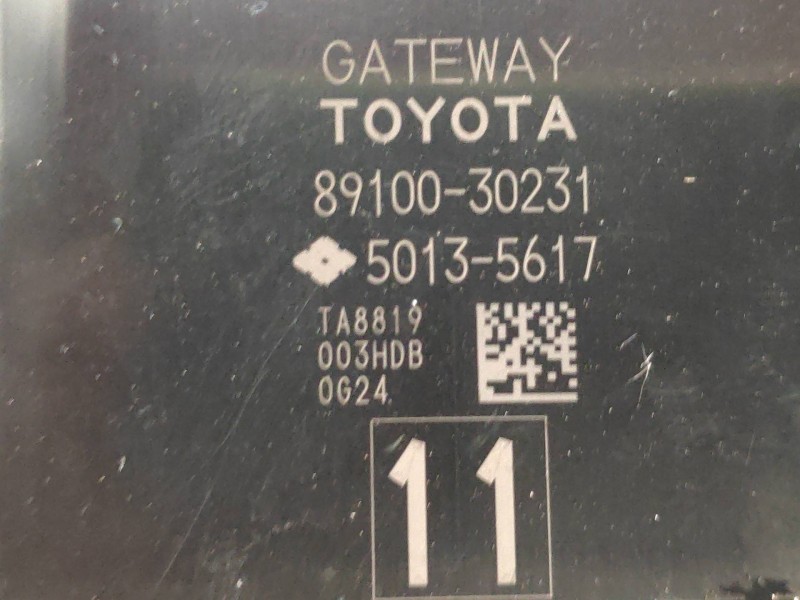 GATEWAY
TOYOTA
89100-30231
5013-5617
TA8819
003HDB
0G24
11